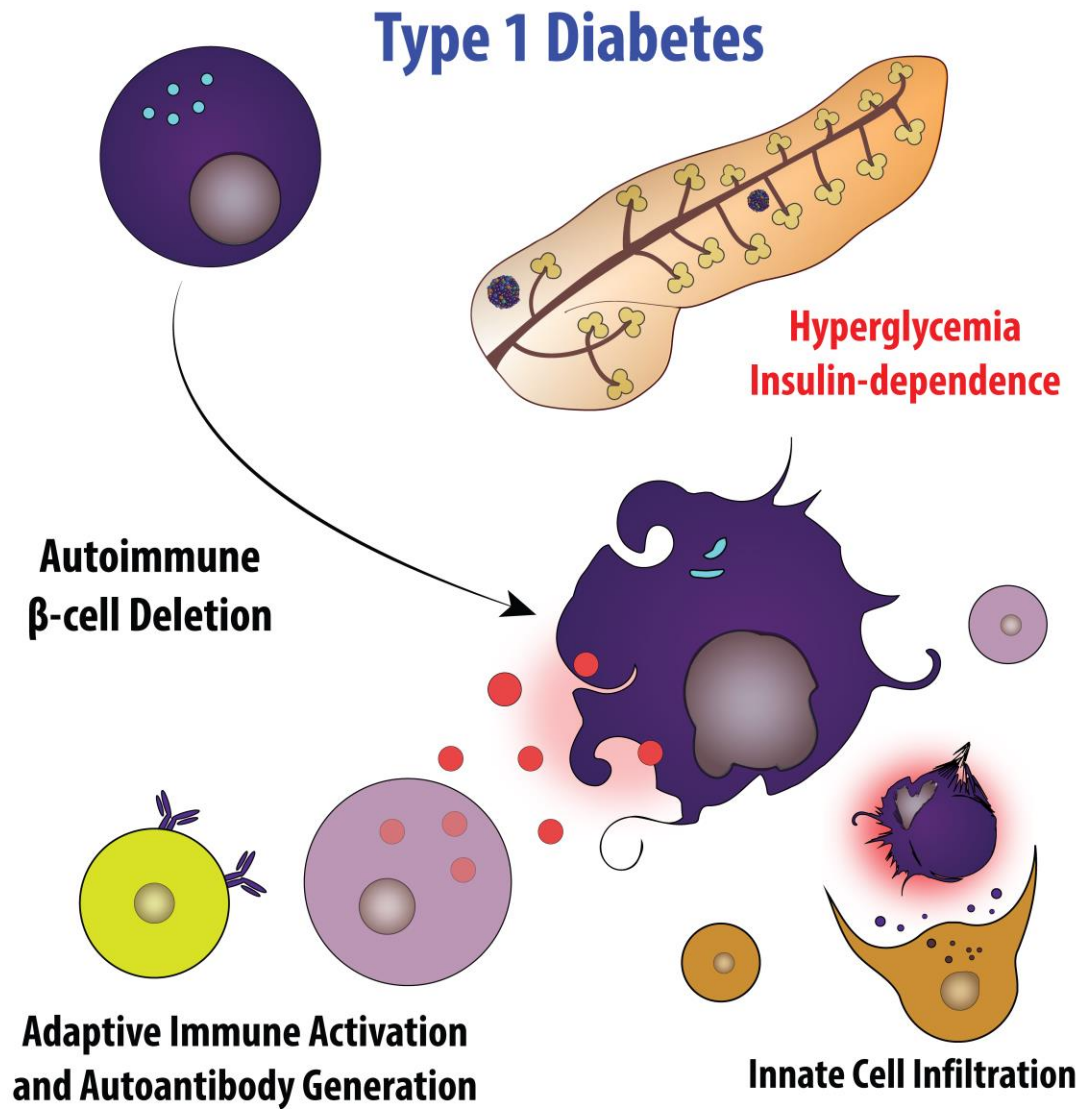 Type 1 Diabetes
Hyperglycemia
Insulin-dependence
Autoimmune
β-cell Deletion
Adaptive Immune Activation
and Autoantibody Generation
Innate Cell Infiltration